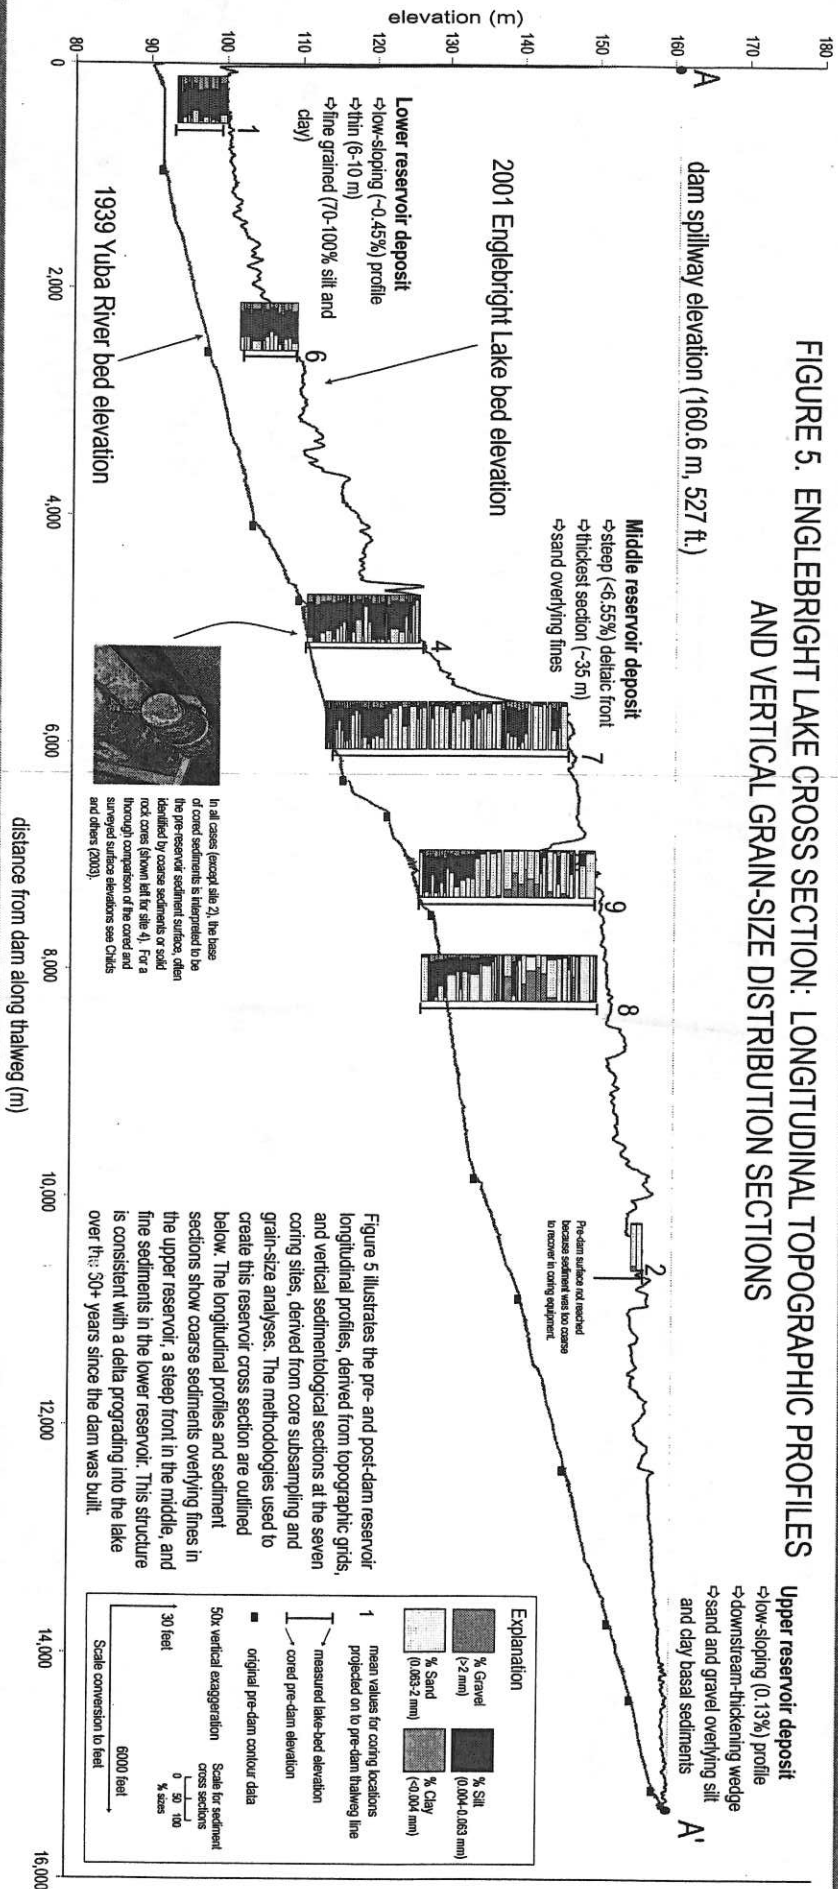 FIGURE 5. ENGLEBRIGHT LAKE CROSS SECTION: LONGITUDINAL TOPOGRAPHIC PROFILES
AND VERTICAL GRAIN-SIZE DISTRIBUTION SECTIONS
elevation (m)
180
170
160
150
140
130
120
110
100
90
80
A
dam spillway elevation (160.6 m, 527 ft.)
Lower reservoir deposit
➪low-sloping (~0.45%) profile
➪thin (6-10 m)
➪fine grained (70-100% silt and
clay)
2001 Englebright Lake bed elevation
1939 Yuba River bed elevation
Middle reservoir deposit
➪steep (<6.55%) deltaic front
➪thickest section (~35 m)
➪sand overlying fines
Upper reservoir deposit
➪low-sloping (0.13%) profile
➪downstream-thickening wedge
➪sand and gravel overlying silt
and clay basal sediments
A'
1
6
4
7
9
8
2
Pre-dam surface not reached
because sediment was too coarse
to recover in coring equipment.
In all cases (except site 2), the base
of cored sediments is interpreted to be
the pre-reservoir sediment surface, often
identified by coarse sediments or solid
rock cores (shown left for site 4). For a
thorough comparison of the cored and
surveyed surface elevations see Childs
and others (2003).
Figure 5 illustrates the pre- and post-dam reservoir
longitudinal profiles, derived from topographic grids,
and vertical sedimentological sections at the seven
coring sites, derived from core subsampling and
grain-size analyses. The methodologies used to
create this reservoir cross section are outlined
below. The longitudinal profiles and sediment
sections show coarse sediments overlying fines in
the upper reservoir, a steep front in the middle, and
fine sediments in the lower reservoir. This structure
is consistent with a delta prograding into the lake
over the 60+ years since the dam was built.
Explanation
% Gravel
(>2 mm)
% Silt
(0.004-0.063 mm)
% Sand
(0.063-2 mm)
% Clay
(<0.004 mm)
1 mean values for coring locations
projected on to pre-dam thalweg line
measured lake-bed elevation
cored pre-dam elevation
original pre-dam contour data
50x vertical exaggeration
Scale for sediment
cross sections
0 50 100
% sizes
30 feet
6000 feet
Scale conversion to feet
0
2,000
4,000
6,000
8,000
10,000
12,000
14,000
16,000
distance from dam along thalweg (m)